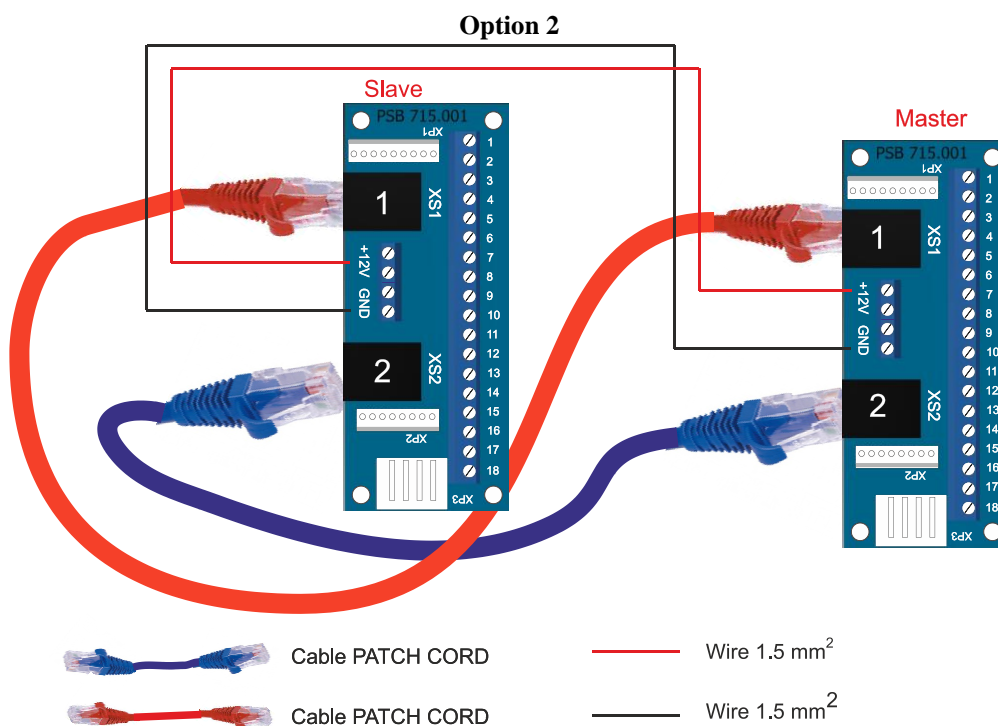 Option 2
Slave
PSB 715.001
XP1
1
2
3
4
5
6
7
8
9
10
11
12
13
14
15
16
17
18
1
XS1
+12V
GND
2
XS2
XP2
XP3
Master
PSB 715.001
XP1
1
2
3
4
5
6
7
8
9
10
11
12
13
14
15
16
17
18
1
XS1
+12V
GND
2
XS2
XP2
XP3
Cable PATCH CORD
Wire 1.5 mm²
Cable PATCH CORD
Wire 1.5 mm²